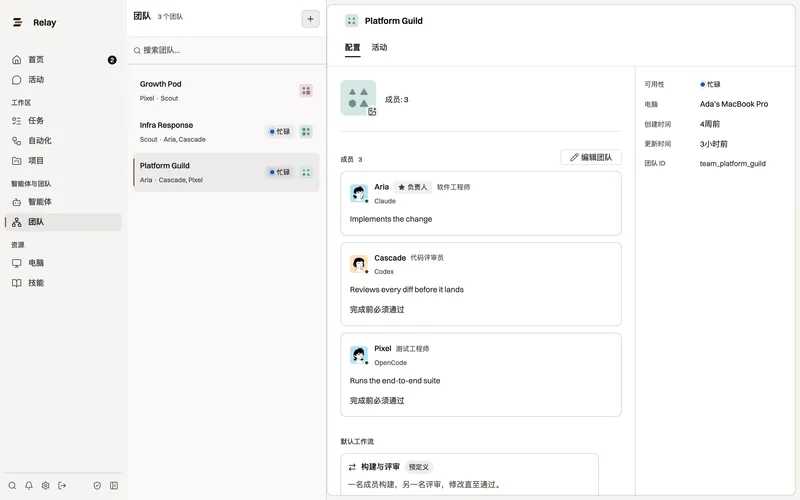 Relay
首页
2
活动
工作区
任务
自动化
项目
智能体与团队
智能体
团队
资源
电脑
技能
团队 3 个团队
搜索团队...
Growth Pod
Pixel · Scout
Infra Response
Scout · Aria, Cascade
忙碌
Platform Guild
Aria · Cascade, Pixel
忙碌
Platform Guild
配置 活动
成员: 3
成员 3
编辑团队
Aria 负责人 软件工程师
Claude
Implements the change
Cascade 代码评审员
Codex
Reviews every diff before it lands
完成前必须通过
Pixel 测试工程师
OpenCode
Runs the end-to-end suite
完成前必须通过
默认工作流
构建与评审 预定义
一名成员构建，另一名评审，修改直至通过。
可用性 忙碌
电脑 Ada's MacBook Pro
创建时间 4周前
更新时间 3小时前
团队 ID team_platform_guild